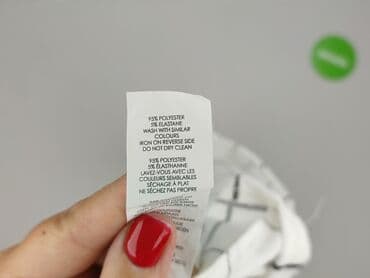 95% POLYESTER
5% ELASTANE
WASH WITH SIMILAR
COLOURS
IRON ON REVERSE SIDE
DO NOT DRY CLEAN
95% POLYESTER
5% ÉLASTHANNE
LAVEZ-VOUS AVEC LES
COULEURS SEMBLABLES
SÉCHAGE À PLAT
NE SÉCHEZ PAS PROPRE